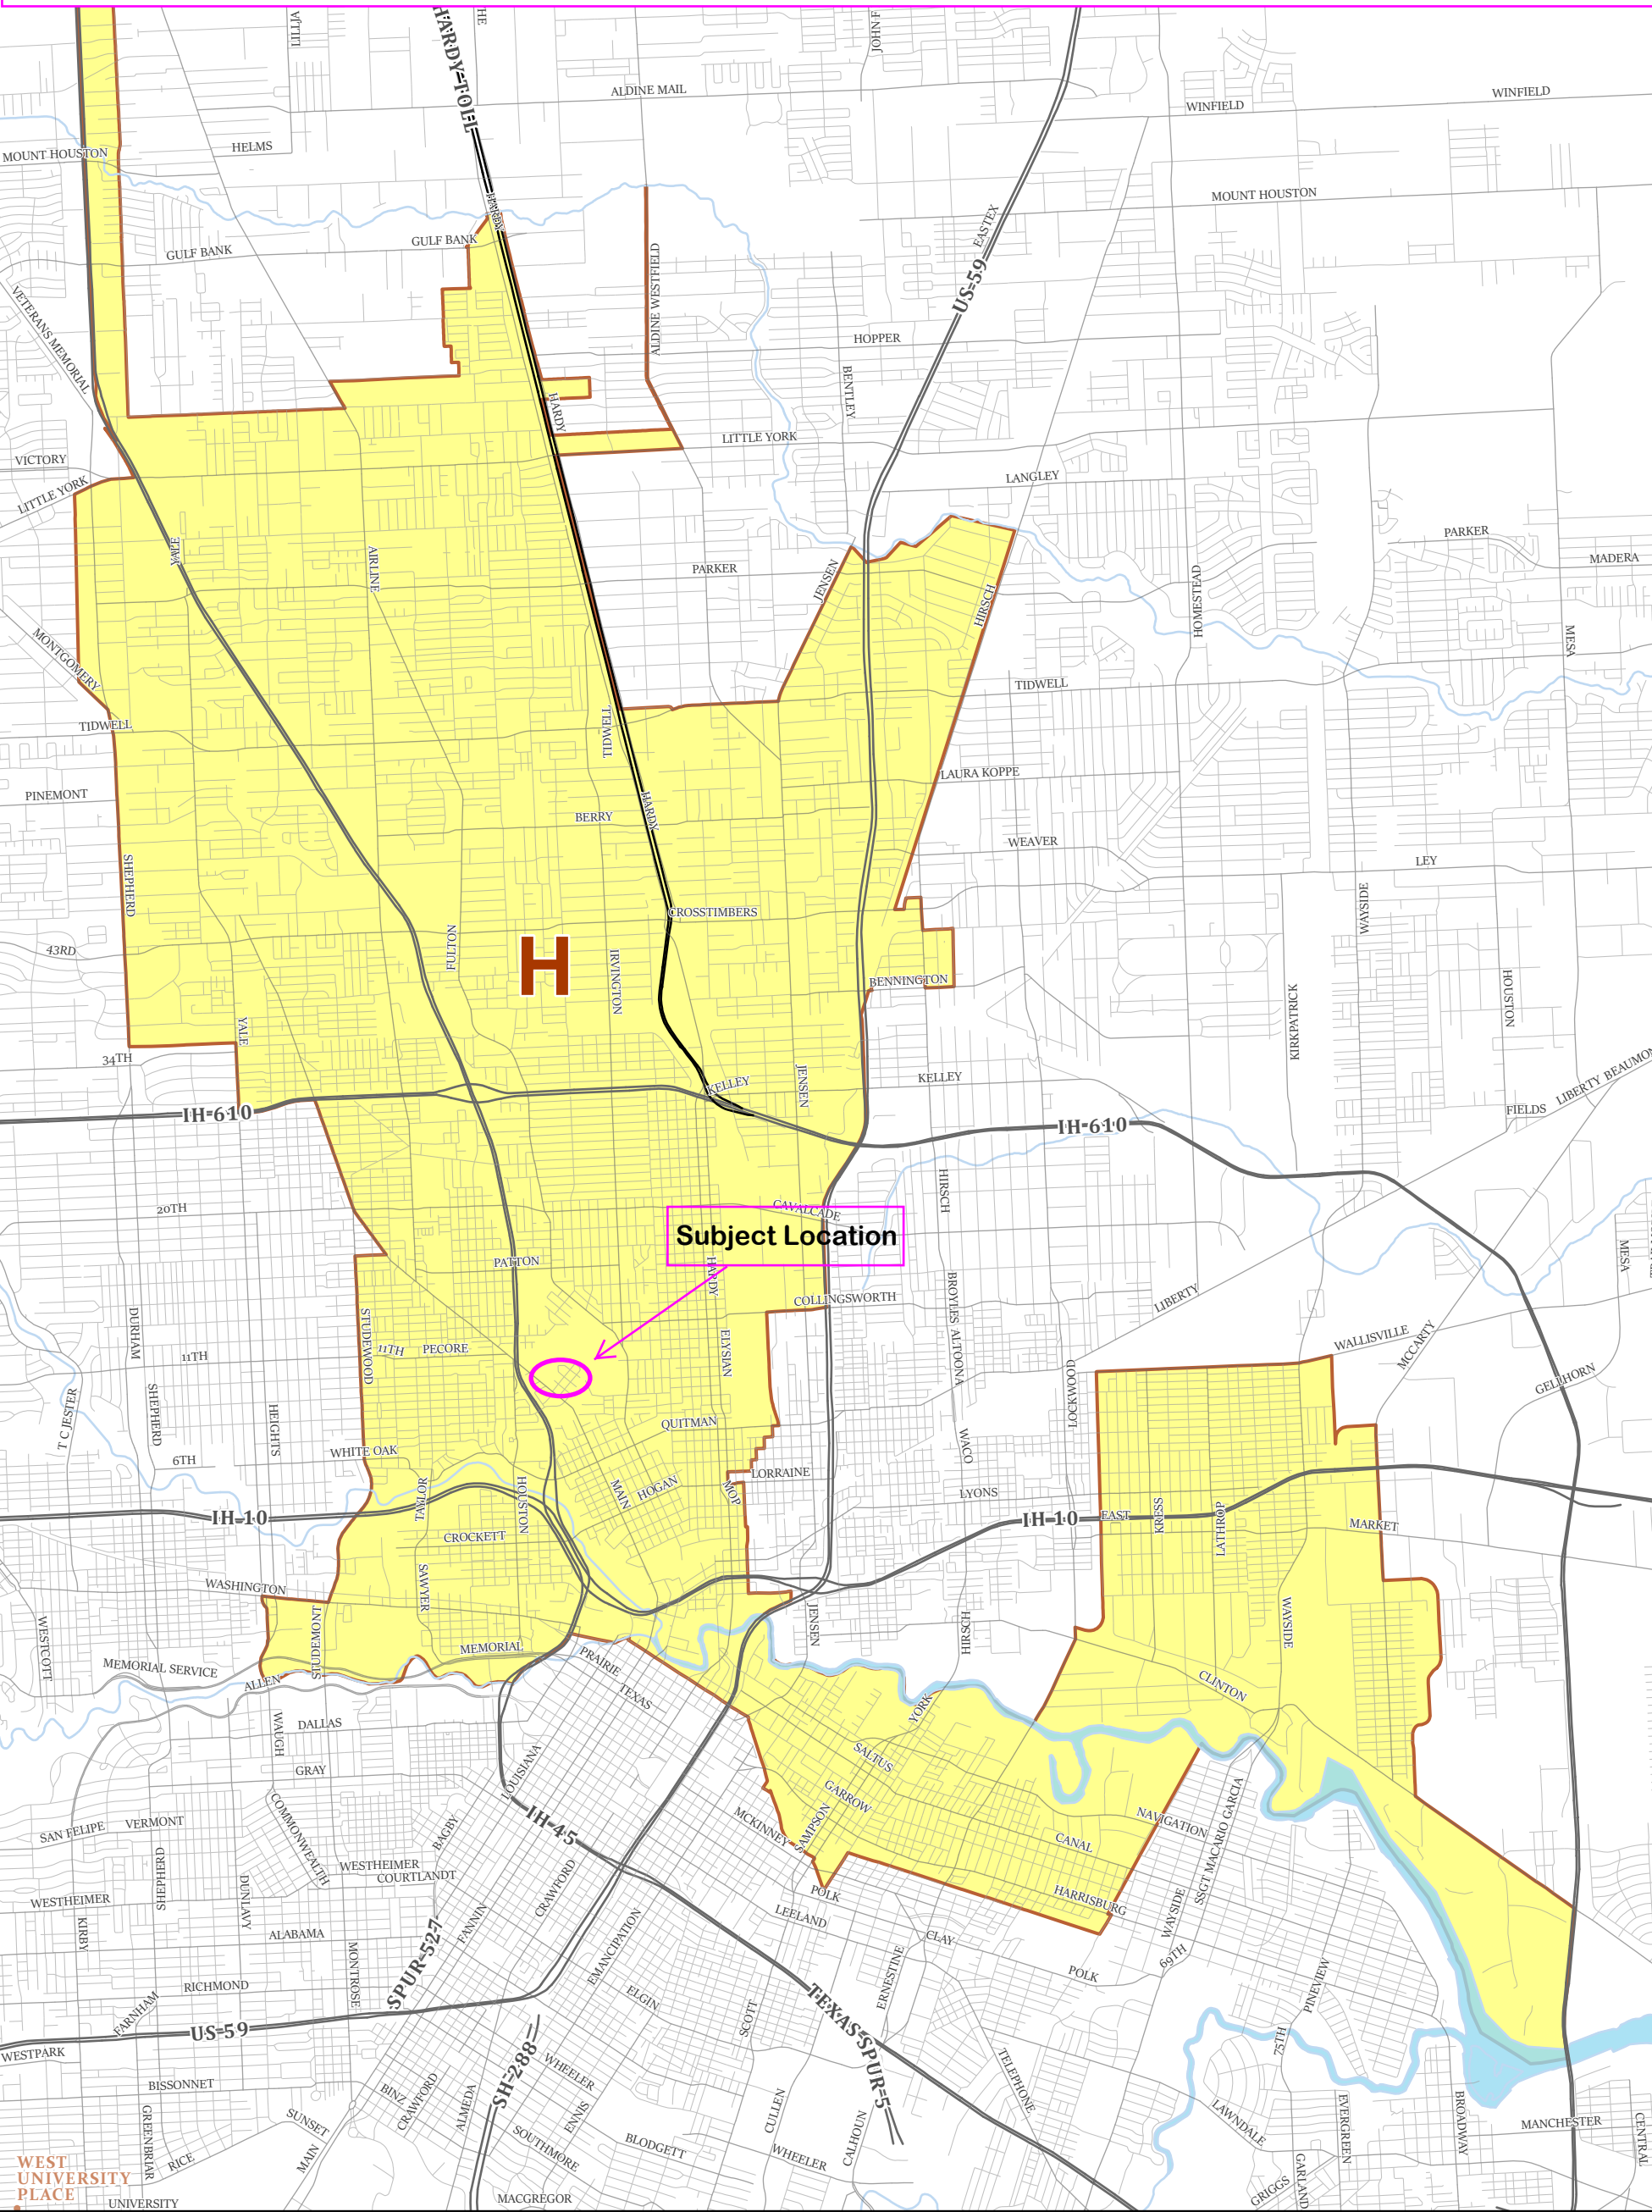 LILLIA
HARDY-TOLL
HE
JOHN F
ALDINE MAIL
WINFIELD
WINFIELD
MOUNT HOUSTON
HELMS
MOUNT HOUSTON
HARDY
GULF BANK
GULF BANK
EASTEX
US-59
ALDINE WESTFIELD
VETERANS MEMORIAL
HOPPER
BENTLEY
HARDY
LITTLE YORK
VICTORY
LITTLE YORK
LANGLEY
YALE
AIRLINE
PARKER
JENSEN
HIRSCH
HOMESTEAD
PARKER
MADERA
MESA
MONTGOMERY
TIDWELL
TIDWELL
TIDWELL
PINEMONT
LAURA KOPPE
HARDY
BERRY
WEAVER
LEY
SHEPHERD
WAYSIDE
CROSSTIMBERS
43RD
FULTON
H
IRVINGTON
BENNINGTON
KIRKPATRICK
HOUSTON
YALE
34TH
KELLEY
JENSEN
KELLEY
LIBERTY BEAUMONT
FIELDS
IH-610
IH-610
20TH
HIRSCH
CAVALCADE
Subject Location
PATTON
HARDY
MESA
COLLINGSWORTH
BROYLES ALTOONA
LIBERTY
DURHAM
STUDEWOOD
11TH
11TH
PECORE
ELYSIAN
WALLISVILLE
MCCARTY
GELLHORN
T C JESTER
SHEPHERD
HEIGHTS
LOCKWOOD
QUITMAN
WACO
6TH
WHITE OAK
LORRAINE
TAYLOR
HOUSTON
MAIN
HOGAN
MOP
LYONS
IH 10
IH 10
EAST
KRESS
LATHROP
MARKET
CROCKETT
WASHINGTON
SAWYER
WESTCOTT
STUDEMONT
MEMORIAL
JENSEN
HIRSCH
WAYSIDE
MEMORIAL SERVICE
ALLEN
PRAIRIE
TEXAS
CLINTON
WAUGH
DALLAS
YORK
GRAY
LOUISIANA
SALTUS
GARROW
SAN FELIPE
VERMONT
COMMONWEALTH
BAGBY
IH-45
MCKINNEY
SAMPSON
CANAL
NAVIGATION
SSGT MACARIO GARCIA
WESTHEIMER
COURTLANDT
SHEPHERD
DUNLAVY
WESTHEIMER
CRAWFORD
POLK
HARRISBURG
LEELAND
WAYSIDE
KIRBY
ALABAMA
FANNIN
CLAY
SPUR-527
EMANCIPATION
69TH
MONTROSE
RICHMOND
ERNESTINE
POLK
FARNHAM
ELGIN
SCOTT
TEXAS-SPUR-5
PINEVIEW
US 59
75TH
WESTPARK
SH-288
WHEELER
TELEPHONE
BISSONNET
BINZ
CRAWFORD
ALMEDA
ENNIS
CULLEN
CALHOUN
LAWNDALE
EVERGREEN
BROADWAY
MANCHESTER
CENTRAL
GREENBRIAR
SUNSET
RICE
MAIN
SOUTHMORE
BLODGETT
WHEELER
GARLAND
GRIGGS
WEST
UNIVERSITY
PLACE
UNIVERSITY
MACGREGOR